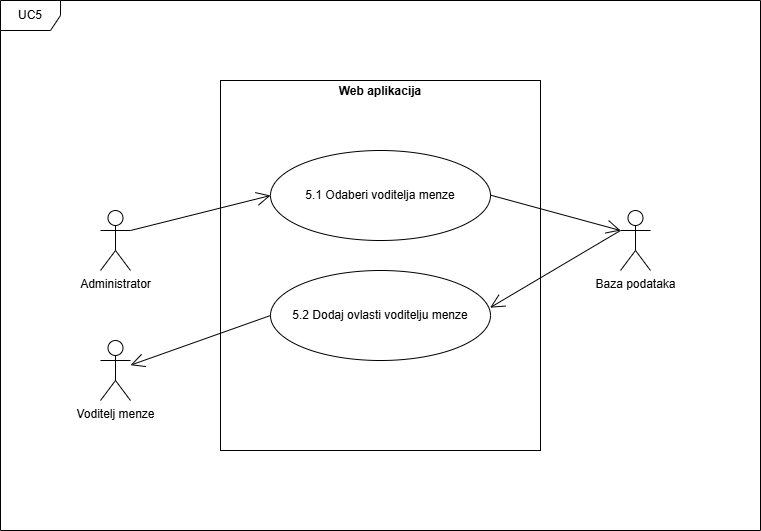 UC5
Web aplikacija
5.1 Odaberi voditelja menze
Administrator
Baza podataka
5.2 Dodaj ovlasti voditelju menze
Voditelj menze